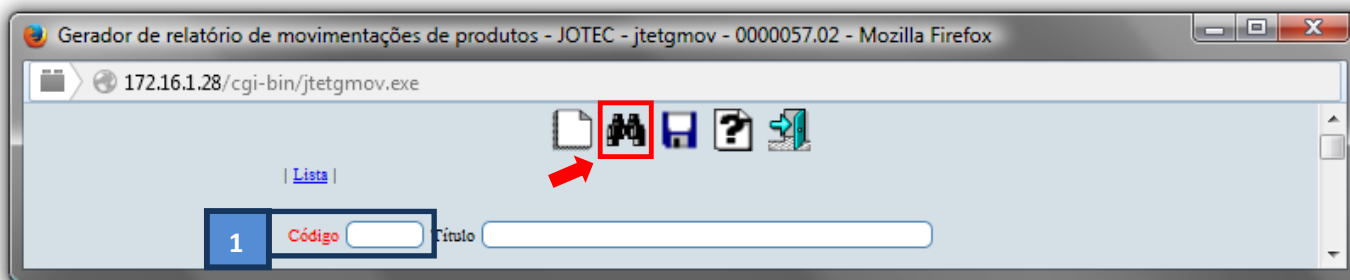 Gerador de relatório de movimentações de produtos - JOTEC - jtetgmov - 0000057.02 - Mozilla Firefox
172.16.1.28/cgi-bin/jtetgmov.exe
| Lista |
1 Código Título